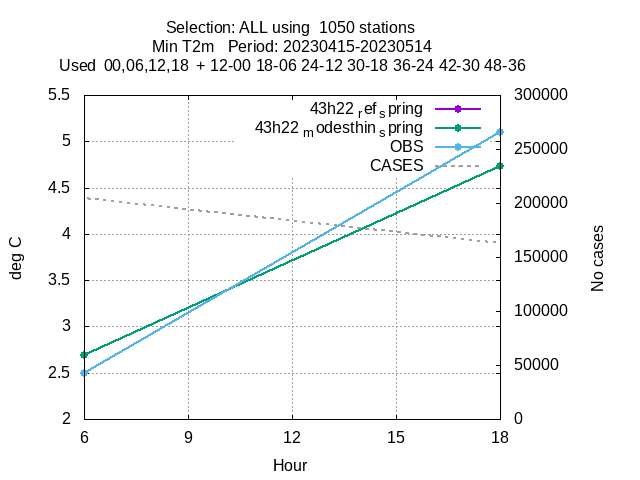 Selection: ALL using  1050 stations
Min T2m   Period: 20230415-20230514
Used  00,06,12,18  + 12-00 18-06 24-12 30-18 36-24 42-30 48-36
43h22 ref spring
43h22 modesthin spring
OBS
CASES
5.5
5
4.5
4
3.5
3
2.5
2
300000
250000
200000
150000
100000
50000
0
deg C
No cases
6 9 12 15 18
Hour